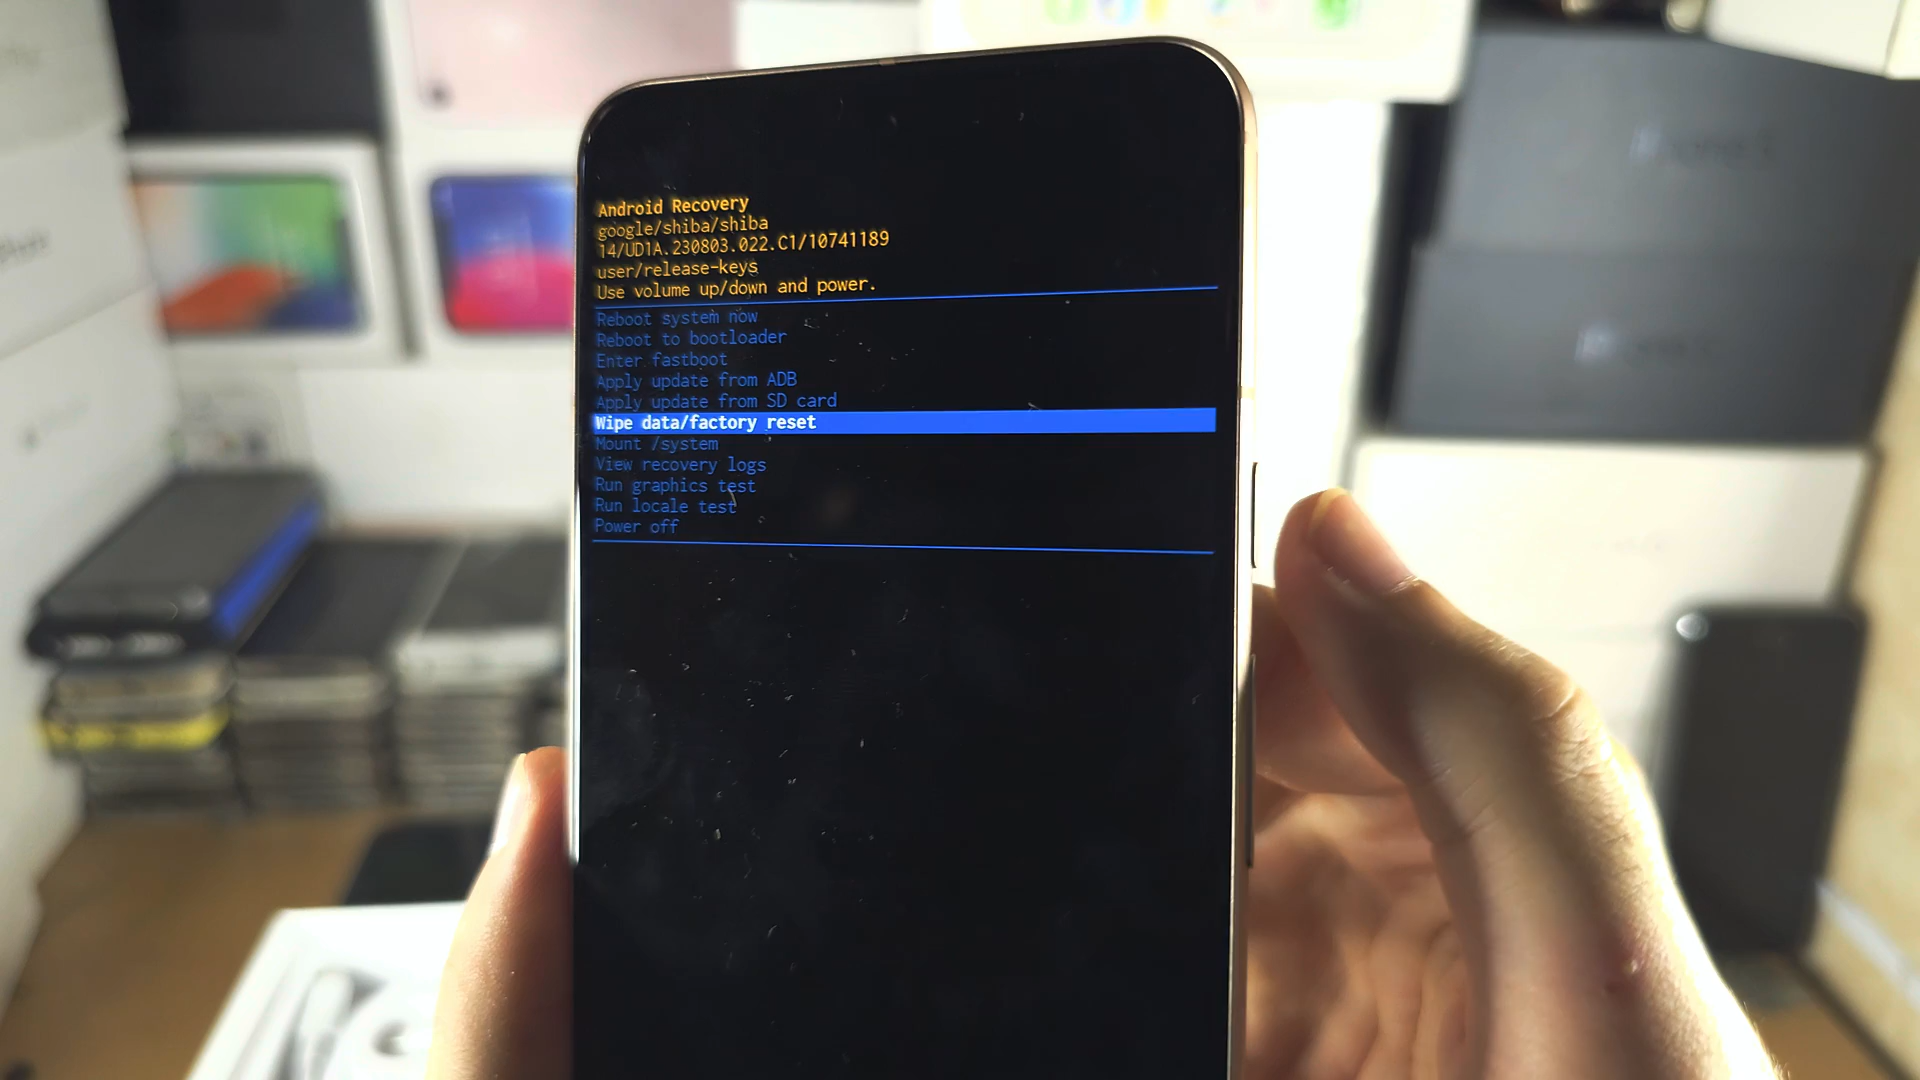 Android Recovery
google/shiba/shiba
14/UD1A.230803.022.C1/10741189
user/release-keys
Use volume up/down and power.
Reboot system now
Reboot to bootloader
Enter fastboot
Apply update from ADB
Apply update from SD card
Wipe data/factory reset
Mount /system
View recovery logs
Run graphics test
Run locale test
Power off